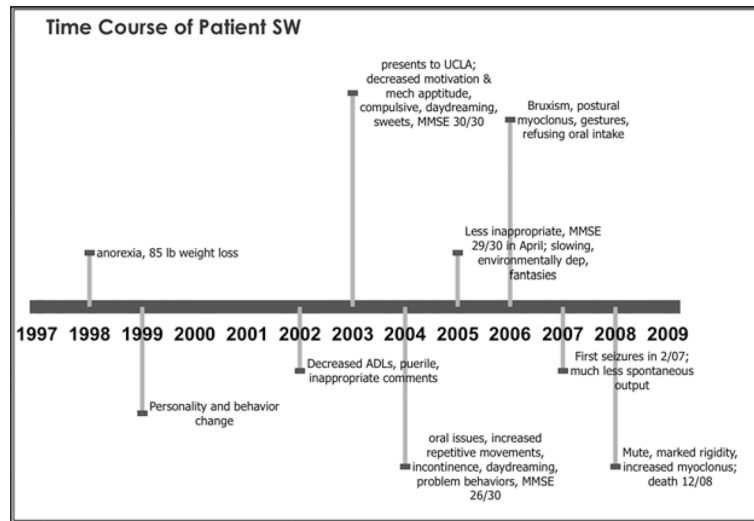 Time Course of Patient SW
presents to UCLA;
decreased motivation &
mech apptitude,
compulsive, daydreaming,
sweets, MMSE 30/30
Bruxism, postural
myoclonus, gestures,
refusing oral intake
anorexia, 85 lb weight loss
Less inappropriate, MMSE
29/30 in April; slowing,
environmentally dep,
fantasies
1997 1998 1999 2000 2001 2002 2003 2004 2005 2006 2007 2008 2009
Personality and behavior
change
Decreased ADLs, puerile,
inappropriate comments
oral issues, increased
repetitive movements,
incontinence, daydreaming,
problem behaviors, MMSE
26/30
First seizures in 2/07;
much less spontaneous
output
Mute, marked rigidity,
increased myoclonus;
death 12/08